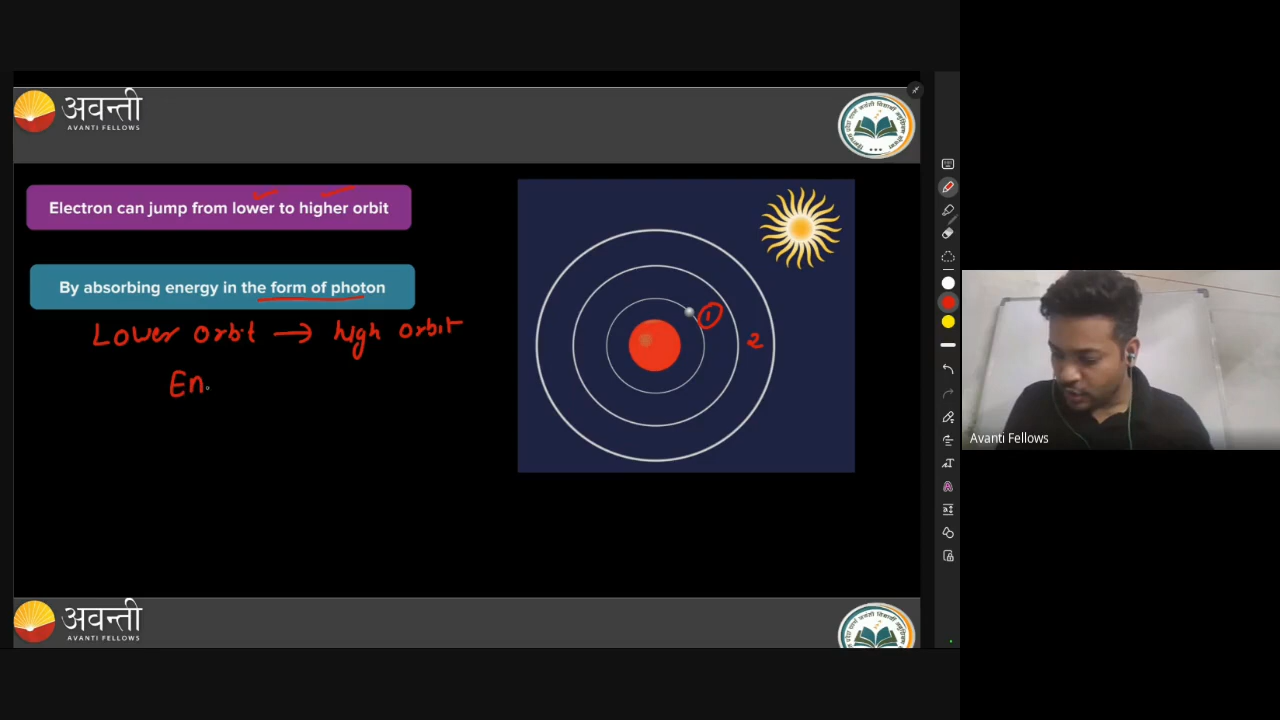 अवन्ती
AVANTI FELLOWS
Electron can jump from lower to higher orbit
By absorbing energy in the form of photon
Lower orbit → high orbit
En
1
2
Avanti Fellows
अवन्ती
AVANTI FELLOWS